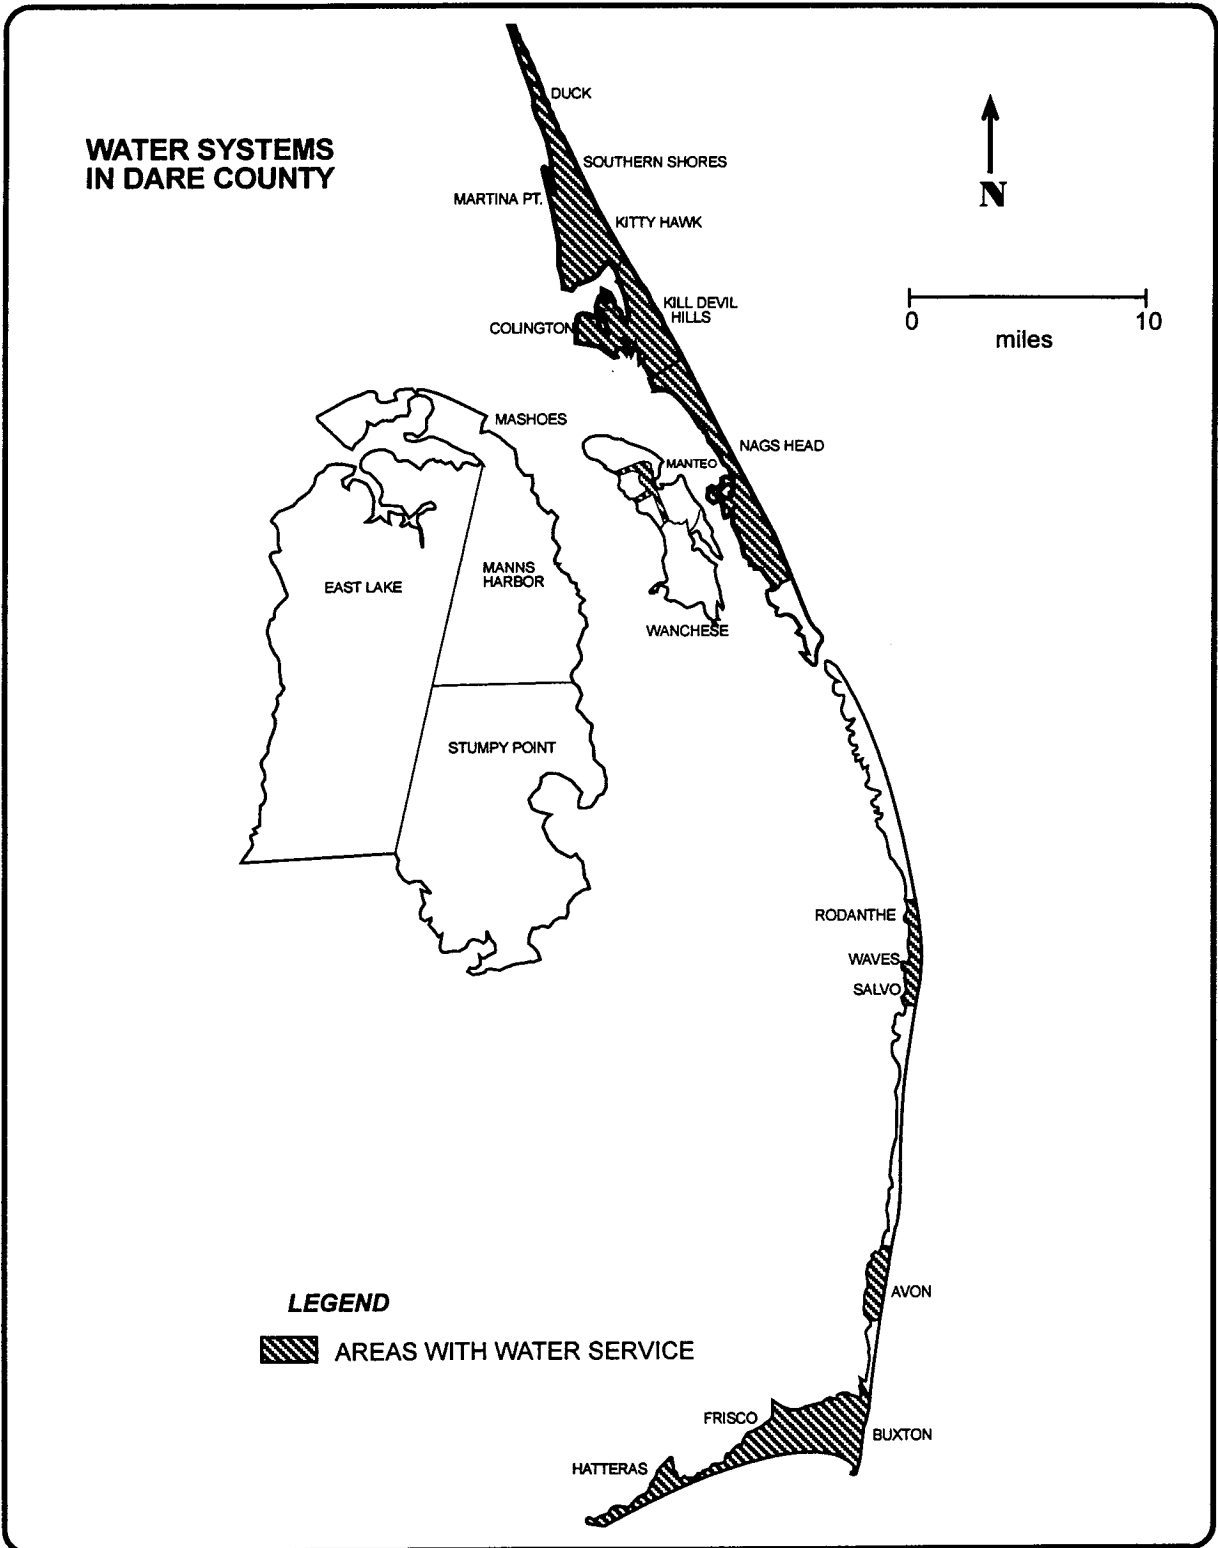 WATER SYSTEMS
IN DARE COUNTY
DUCK
SOUTHERN SHORES
MARTINA PT.
KITTY HAWK
N
KILL DEVIL
HILLS
COLINGTON
0
10
miles
MASHOES
NAGS HEAD
MANTEO
MANNS
HARBOR
EAST LAKE
WANCHESE
STUMPY POINT
RODANTHE
WAVES
SALVO
AVON
LEGEND
AREAS WITH WATER SERVICE
FRISCO
BUXTON
HATTERAS